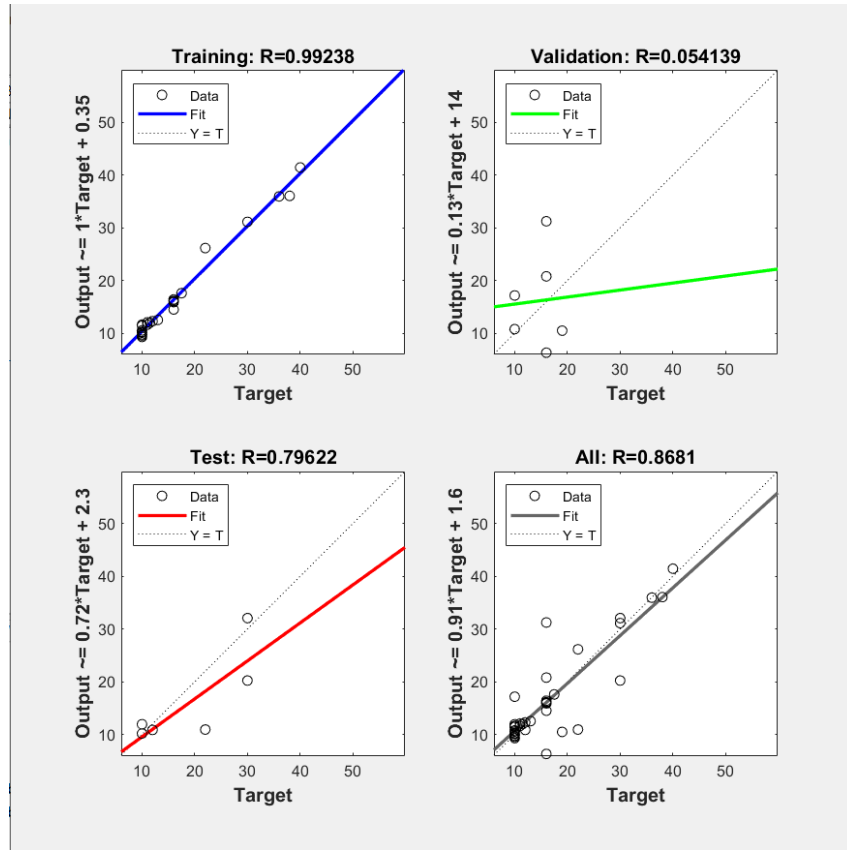 Training: R=0.99238
Output ~= 1*Target + 0.35
Data
Fit
Y = T
50
40
30
20
10
10 20 30 40 50
Target
Validation: R=0.054139
Output ~= 0.13*Target + 14
Data
Fit
Y = T
50
40
30
20
10
10 20 30 40 50
Target
Test: R=0.79622
Output ~= 0.72*Target + 2.3
Data
Fit
Y = T
50
40
30
20
10
10 20 30 40 50
Target
All: R=0.8681
Output ~= 0.91*Target + 1.6
Data
Fit
Y = T
50
40
30
20
10
10 20 30 40 50
Target